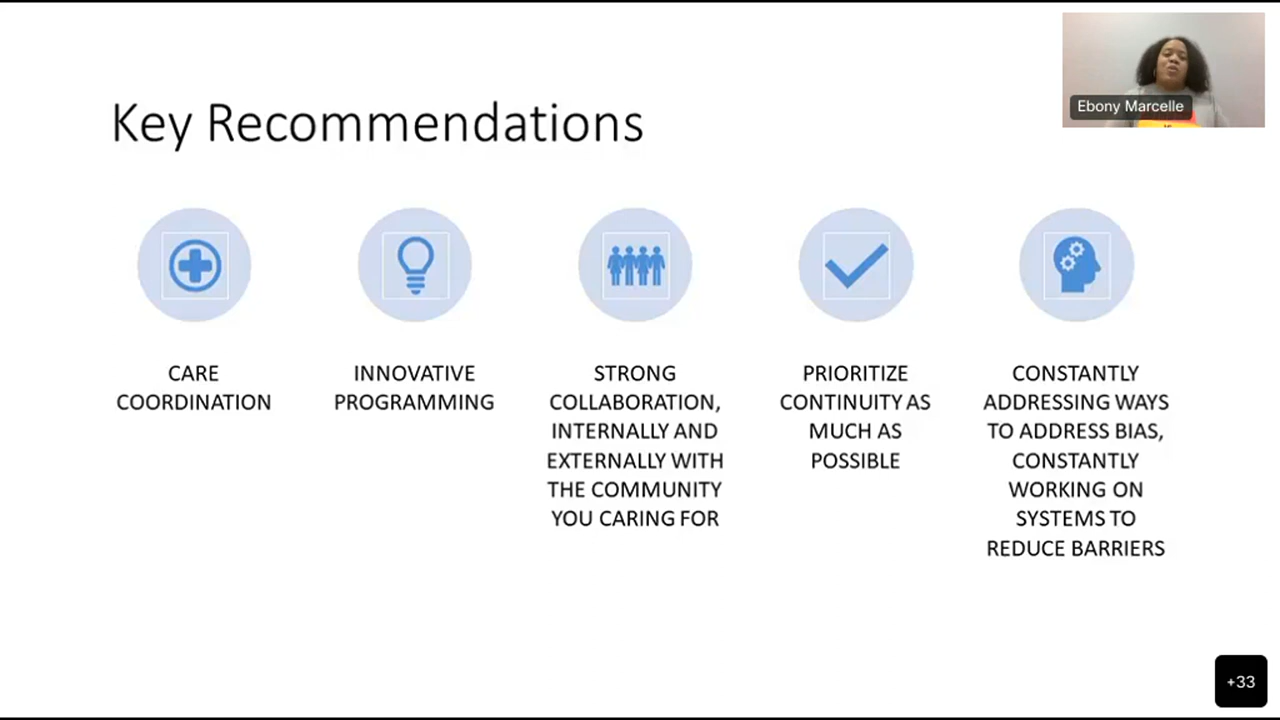 Ebony Marcelle
Key Recommendations
CARE
COORDINATION
INNOVATIVE
PROGRAMMING
STRONG
COLLABORATION,
INTERNALLY AND
EXTERNALLY WITH
THE COMMUNITY
YOU CARING FOR
PRIORITIZE
CONTINUITY AS
MUCH AS
POSSIBLE
CONSTANTLY
ADDRESSING WAYS
TO ADDRESS BIAS,
CONSTANTLY
WORKING ON
SYSTEMS TO
REDUCE BARRIERS
+33